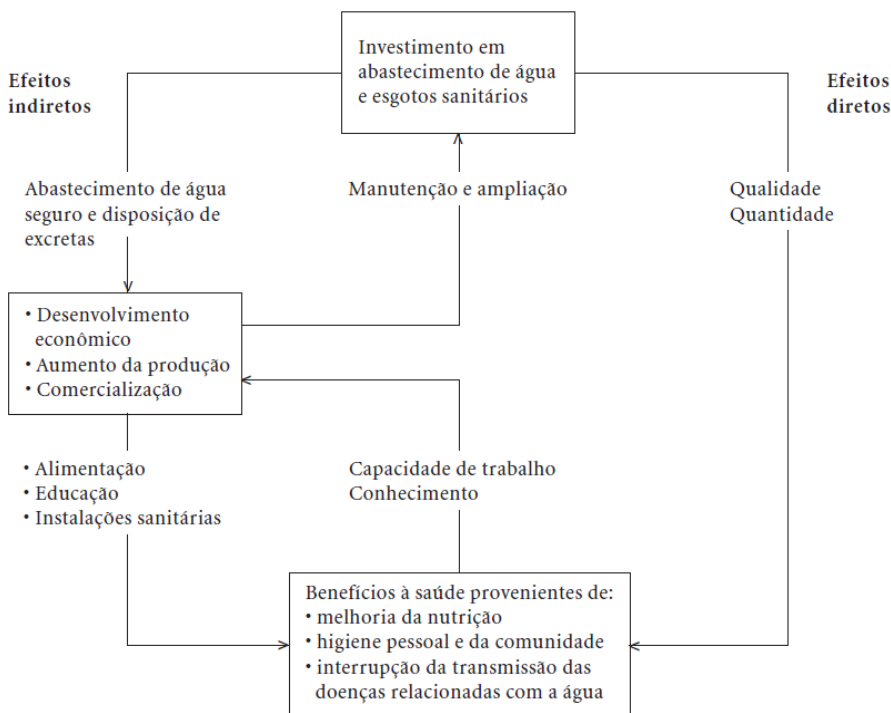 Investimento em
abastecimento de água
e esgotos sanitários
Efeitos
indiretos
Efeitos
diretos
Abastecimento de água
seguro e disposição de
excretas
Manutenção e ampliação
Qualidade
Quantidade
• Desenvolvimento
econômico
• Aumento da produção
• Comercialização
• Alimentação
• Educação
• Instalações sanitárias
Capacidade de trabalho
Conhecimento
Benefícios à saúde provenientes de:
• melhoria da nutrição
• higiene pessoal e da comunidade
• interrupção da transmissão das
doenças relacionadas com a água